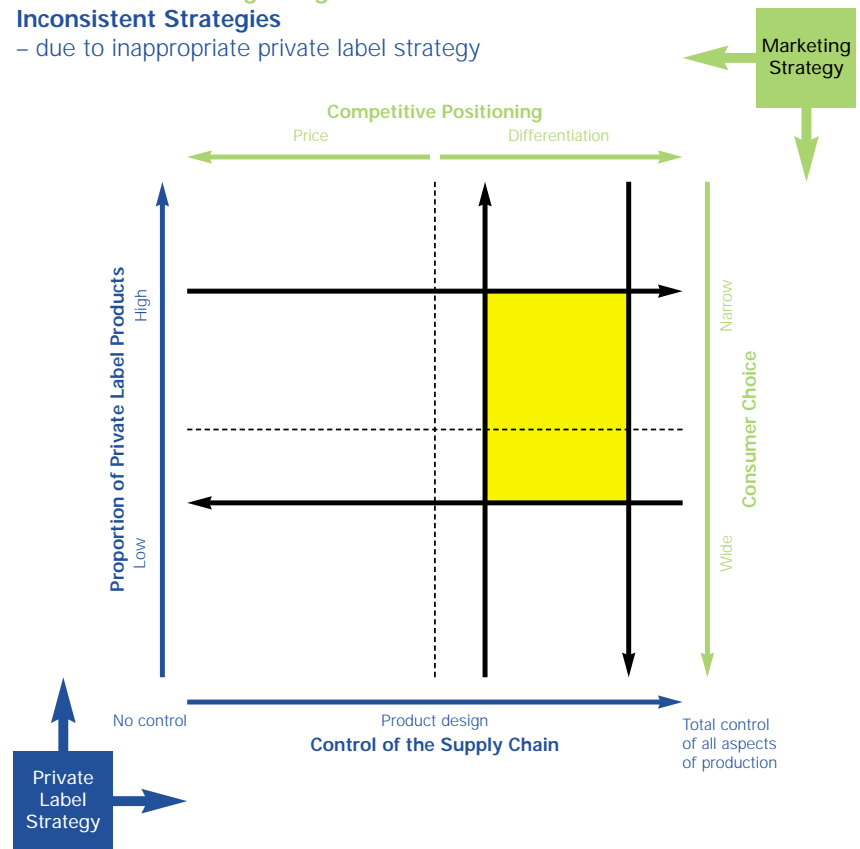 Inconsistent Strategies
– due to inappropriate private label strategy
Marketing
Strategy
Competitive Positioning
Price
Differentiation
Proportion of Private Label Products
High
Low
Narrow
Wide
Consumer Choice
No control
Product design
Total control
of all aspects
of production
Control of the Supply Chain
Private
Label
Strategy